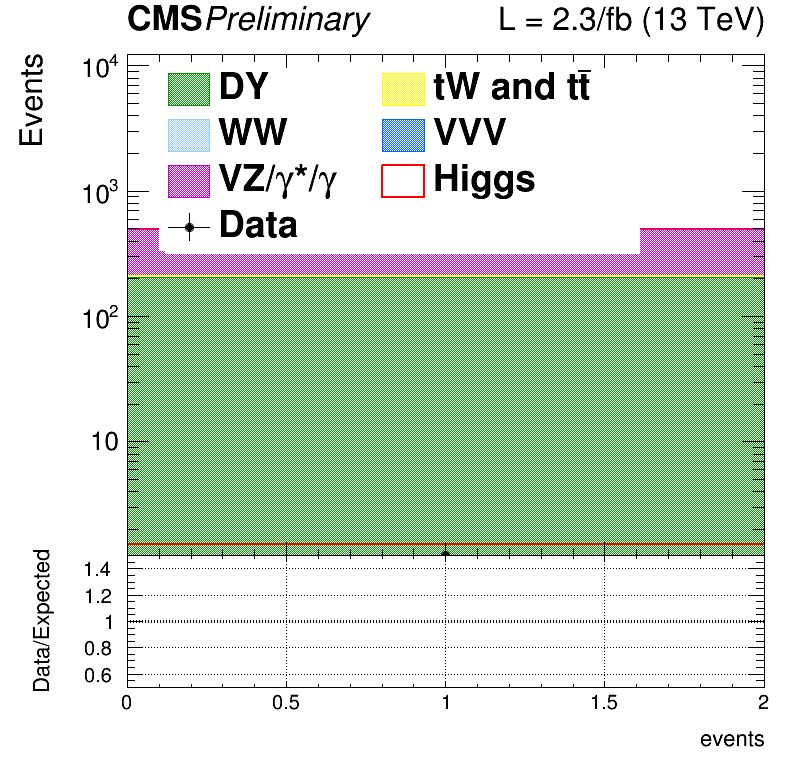 CMS Preliminary L = 2.3/fb (13 TeV)
Events
10⁴
10³
10²
10
DY tW and tt̄
WW VVV
VZ/γ*/γ Higgs
Data
Data/Expected
1.4
1.2
1
0.8
0.6
0 0.5 1 1.5 2
events